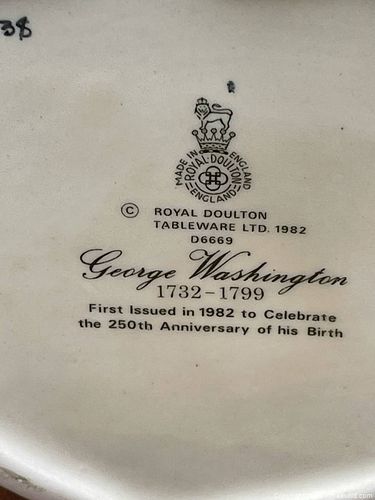 38
MADE IN ENGLAND
ROYAL·DOULTON
ENGLAND
© ROYAL DOULTON
TABLEWARE LTD. 1982
D6669
George Washington
1732-1799
First Issued in 1982 to Celebrate
the 250th Anniversary of his Birth